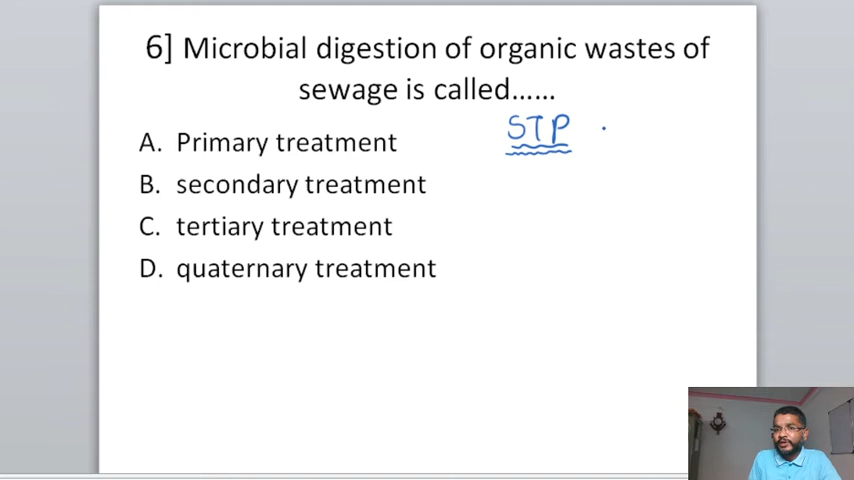 6] Microbial digestion of organic wastes of
sewage is called......
STP
A. Primary treatment
B. secondary treatment
C. tertiary treatment
D. quaternary treatment